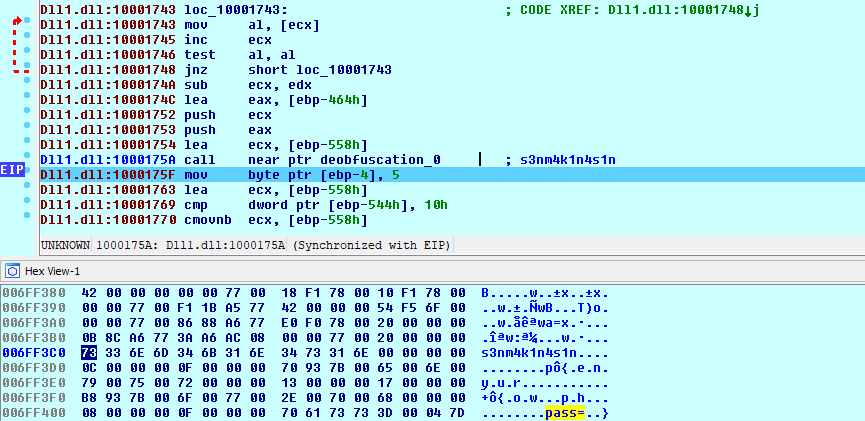 Dll1.dll:10001743 loc_10001743: ; CODE XREF: Dll1.dll:10001748↓j
Dll1.dll:10001743 mov al, [ecx]
Dll1.dll:10001745 inc ecx
Dll1.dll:10001746 test al, al
Dll1.dll:10001748 jnz short loc_10001743
Dll1.dll:1000174A sub ecx, edx
Dll1.dll:1000174C lea eax, [ebp-464h]
Dll1.dll:10001752 push ecx
Dll1.dll:10001753 push eax
Dll1.dll:10001754 lea ecx, [ebp-558h]
Dll1.dll:1000175A call near ptr deobfuscation_0 ; s3nm4k1n4s1n
EIP Dll1.dll:1000175F mov byte ptr [ebp-4], 5
Dll1.dll:10001763 lea ecx, [ebp-558h]
Dll1.dll:10001769 cmp dword ptr [ebp-544h], 10h
Dll1.dll:10001770 cmovnb ecx, [ebp-558h]
UNKNOWN 1000175A: Dll1.dll:1000175A (Synchronized with EIP)
Hex View-1
006FF380 42 00 00 00 00 00 77 00 18 F1 78 00 10 F1 78 00 B.....w..±x..±x.
006FF390 00 00 77 00 F1 1B A5 77 42 00 00 00 54 F5 6F 00 ..w.±.ÑwB...T)o.
006FF3A0 00 00 77 00 86 88 A6 77 E0 F0 78 00 20 00 00 00
006FF3B0 0B 8C A6 77 3A A6 AC 08 00 00 77 00 20 00 00 00
006FF3C0 73 33 6E 6D 34 6B 31 6E 34 73 31 6E 00 00 00 00 s3nm4k1n4s1n....
006FF3D0 0C 00 00 00 0F 00 00 00 70 93 7B 00 65 00 6E 00 ........pô{.e.n.
006FF3E0 79 00 75 00 72 00 00 00 13 00 00 00 17 00 00 00 y.u.r...........
006FF3F0 B8 93 7B 00 6F 00 77 00 2E 00 70 00 68 00 00 00 +ô{.o.w...p.h...
006FF400 08 00 00 00 0F 00 00 00 70 61 73 73 3D 00 04 7D ........pass=..}